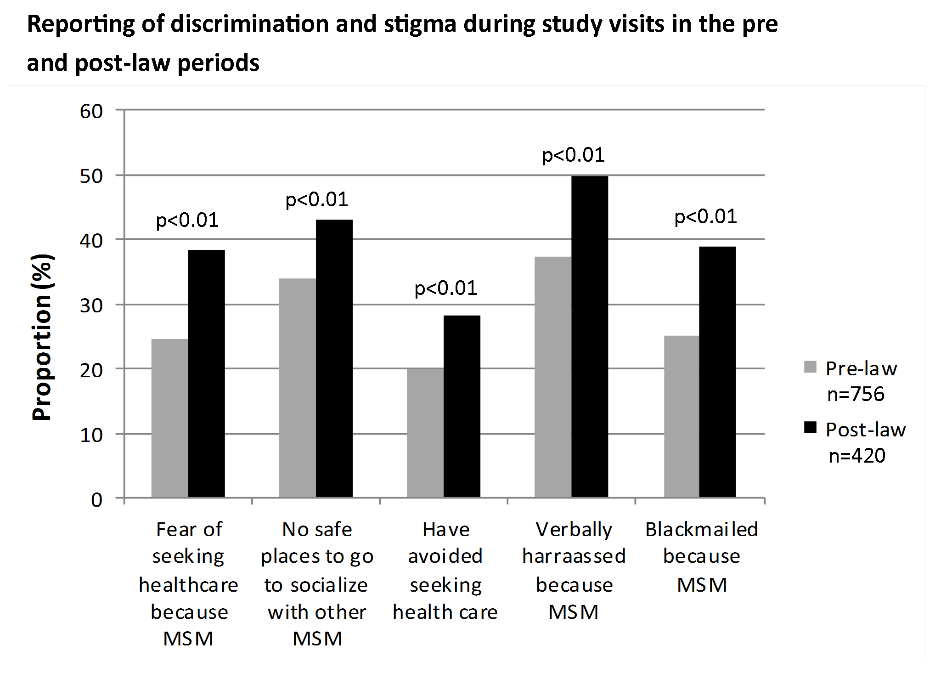 Reporting of discrimination and stigma during study visits in the pre
and post-law periods
60
50
40
30
20
10
0
Proportion (%)
p<0.01
p<0.01
p<0.01
p<0.01
p<0.01
Fear of
seeking
healthcare
because
MSM
No safe
places to go
to socialize
with other
MSM
Have
avoided
seeking
health care
Verbally
harraassed
because
MSM
Blackmailed
because
MSM
Pre-law
n=756
Post-law
n=420